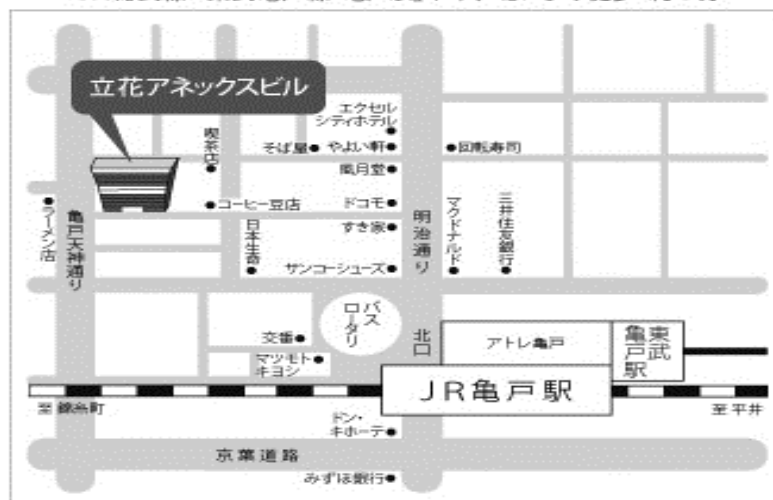 立花アネックスビル
エクセル
シティホテル
喫茶店
そば屋
やよい軒
回転寿司
風月堂
ラーメン店
亀戸天神通り
コーヒー豆店
ドコモ
明治通り
マクドナルド
三井住友銀行
日本生命
すき家
サンコーシューズ
バス
ロータリー
北口
交番
アトレ亀戸
東武
亀戸駅
マツモト
キヨシ
JR亀戸駅
至 錦糸町
至 平井
ドン・
キホーテ
京葉道路
みずほ銀行